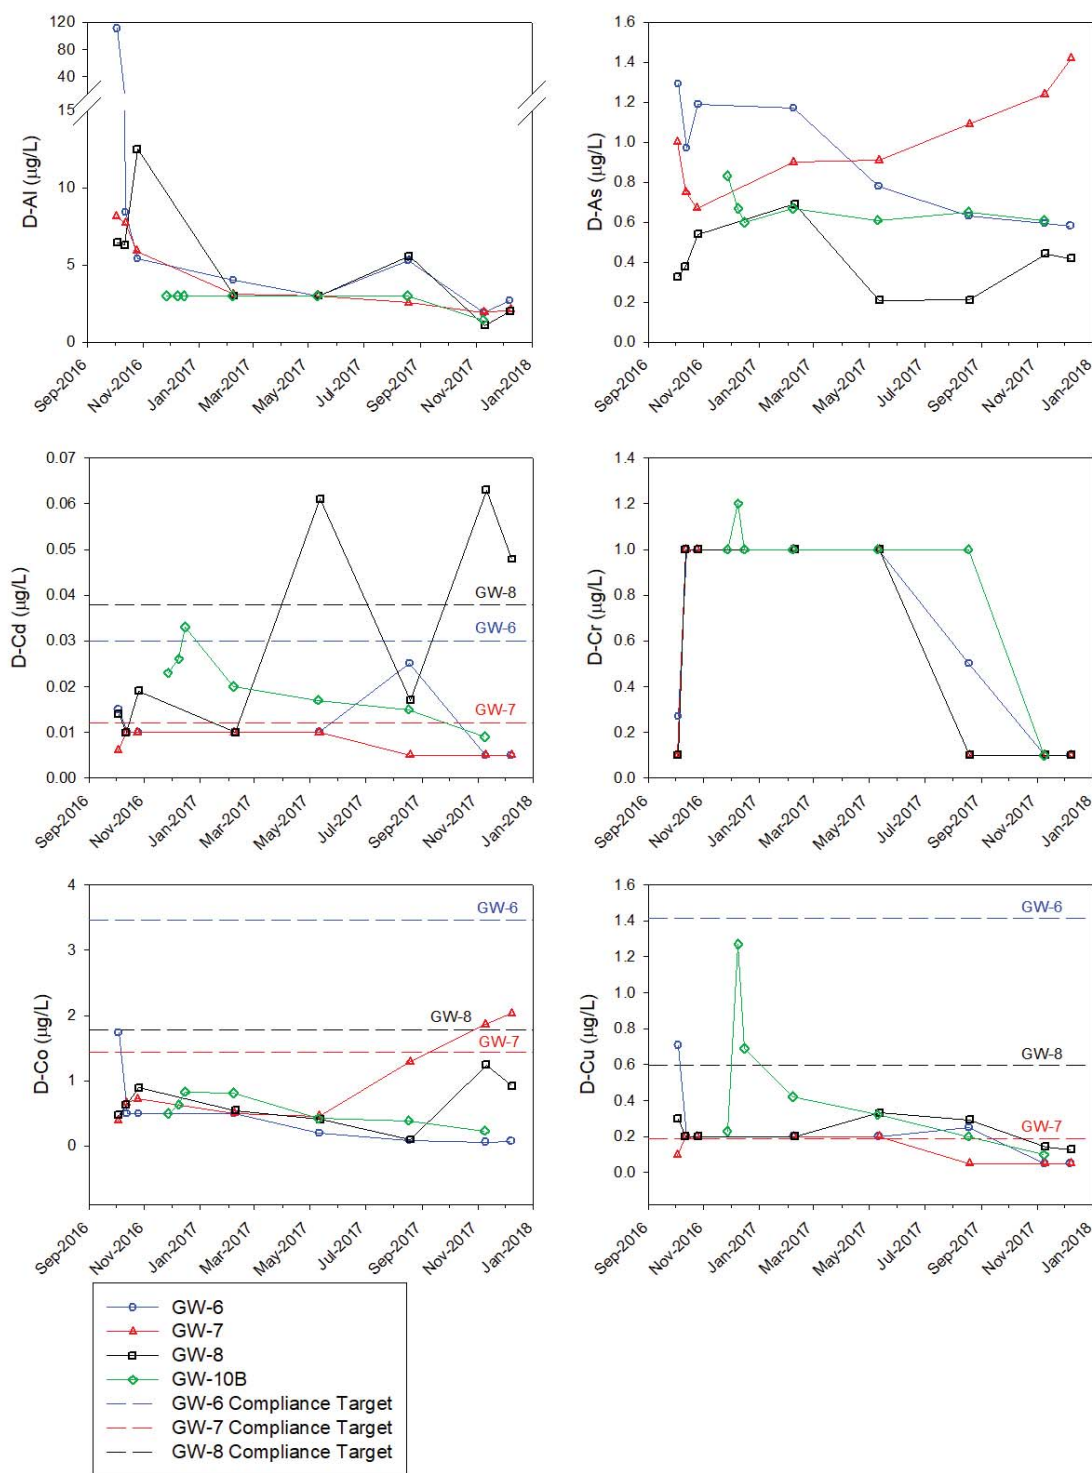 120
80
40
15
10
5
0
D-Al (µg/L)
Sep-2016
Nov-2016
Jan-2017
Mar-2017
May-2017
Jul-2017
Sep-2017
Nov-2017
Jan-2018
1.6
1.4
1.2
1.0
0.8
0.6
0.4
0.2
0.0
D-As (µg/L)
Sep-2016
Nov-2016
Jan-2017
Mar-2017
May-2017
Jul-2017
Sep-2017
Nov-2017
Jan-2018
0.07
0.06
0.05
0.04
0.03
0.02
0.01
0.00
D-Cd (µg/L)
GW-8
GW-6
GW-7
Sep-2016
Nov-2016
Jan-2017
Mar-2017
May-2017
Jul-2017
Sep-2017
Nov-2017
Jan-2018
1.4
1.2
1.0
0.8
0.6
0.4
0.2
0.0
D-Cr (µg/L)
Sep-2016
Nov-2016
Jan-2017
Mar-2017
May-2017
Jul-2017
Sep-2017
Nov-2017
Jan-2018
4
3
2
1
0
D-Co (µg/L)
GW-6
GW-8
GW-7
Sep-2016
Nov-2016
Jan-2017
Mar-2017
May-2017
Jul-2017
Sep-2017
Nov-2017
Jan-2018
1.6
1.4
1.2
1.0
0.8
0.6
0.4
0.2
0.0
D-Cu (µg/L)
GW-6
GW-8
GW-7
Sep-2016
Nov-2016
Jan-2017
Mar-2017
May-2017
Jul-2017
Sep-2017
Nov-2017
Jan-2018
GW-6
GW-7
GW-8
GW-10B
GW-6 Compliance Target
GW-7 Compliance Target
GW-8 Compliance Target